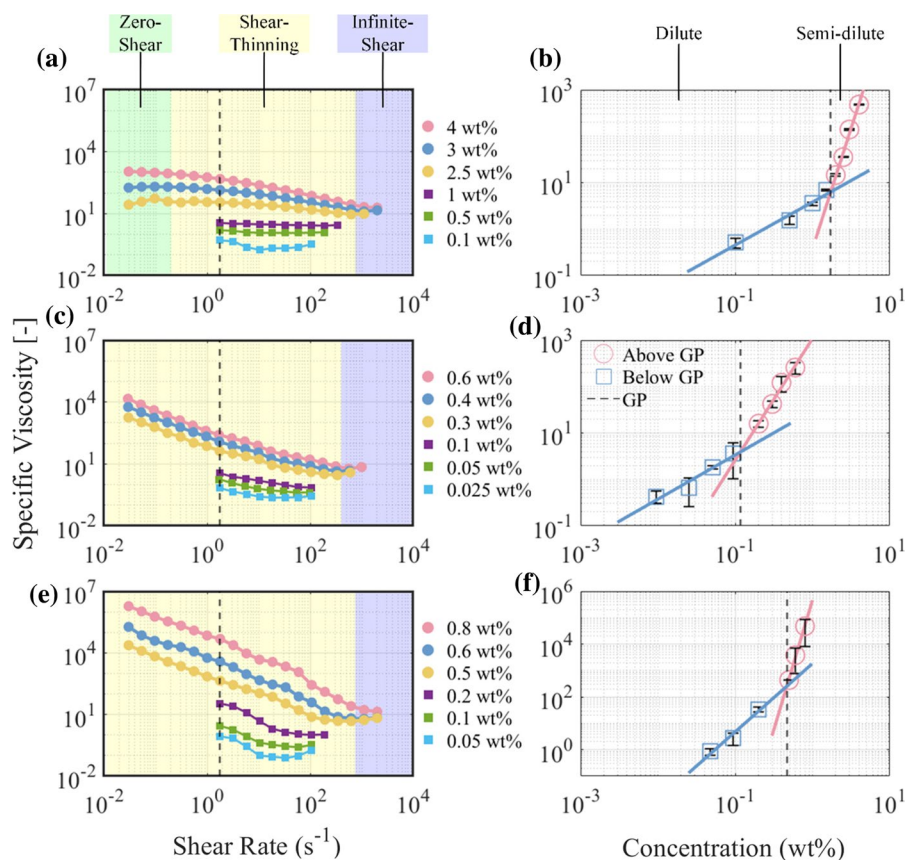 Zero-
Shear
Shear-
Thinning
Infinite-
Shear
Dilute
Semi-dilute
(a)
10^7
10^4
10^1
10^-2
10^-2
10^0
10^2
10^4
4 wt%
3 wt%
2.5 wt%
1 wt%
0.5 wt%
0.1 wt%
(b)
10^3
10^1
10^-1
10^-3
10^-1
10^1
(c)
10^7
10^4
10^1
10^-2
10^-2
10^0
10^2
10^4
0.6 wt%
0.4 wt%
0.3 wt%
0.1 wt%
0.05 wt%
0.025 wt%
(d)
10^3
10^1
10^-1
10^-3
10^-1
10^1
Above GP
Below GP
GP
(e)
10^7
10^4
10^1
10^-2
10^-2
10^0
10^2
10^4
0.8 wt%
0.6 wt%
0.5 wt%
0.2 wt%
0.1 wt%
0.05 wt%
(f)
10^6
10^4
10^2
10^0
10^-3
10^-1
10^1
Specific Viscosity [-]
Shear Rate (s^-1)
Concentration (wt%)